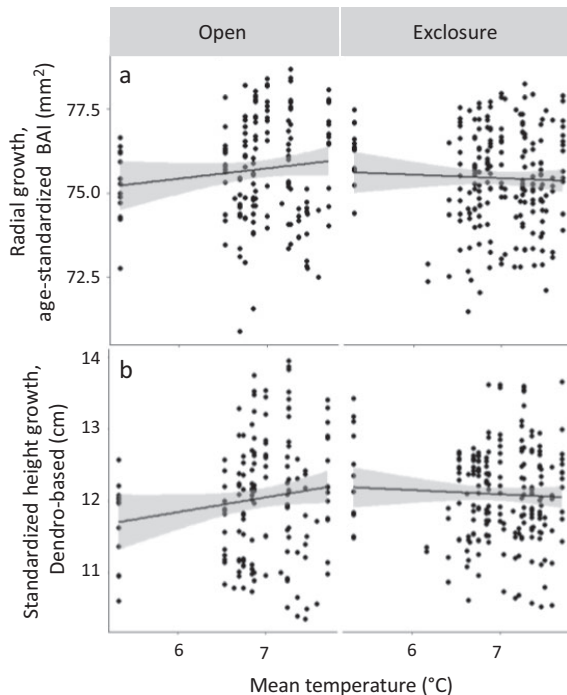 Open Exclosure
a
Radial growth,
age-standardized BAI (mm²)
77.5
75.0
72.5
b
Standardized height growth,
Dendro-based (cm)
14
13
12
11
6 7 6 7
Mean temperature (°C)